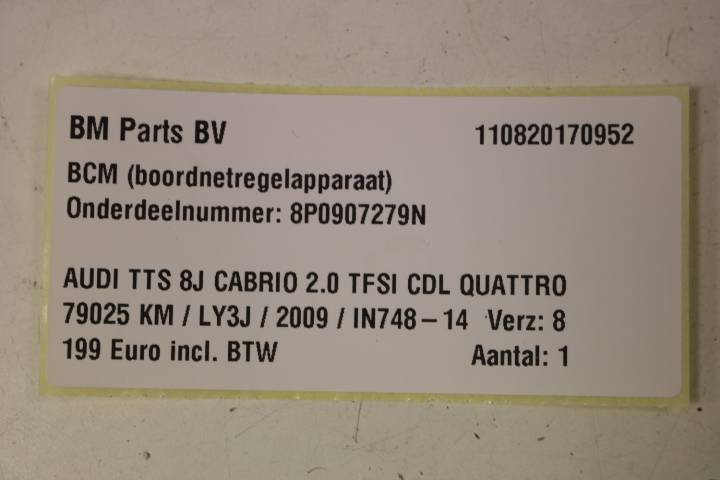 BM Parts BV 110820170952
BCM (boordnetregelapparaat)
Onderdeelnummer: 8P0907279N
AUDI TTS 8J CABRIO 2.0 TFSI CDL QUATTRO
79025 KM / LY3J / 2009 / IN748-14 Verz: 8
199 Euro incl. BTW Aantal: 1